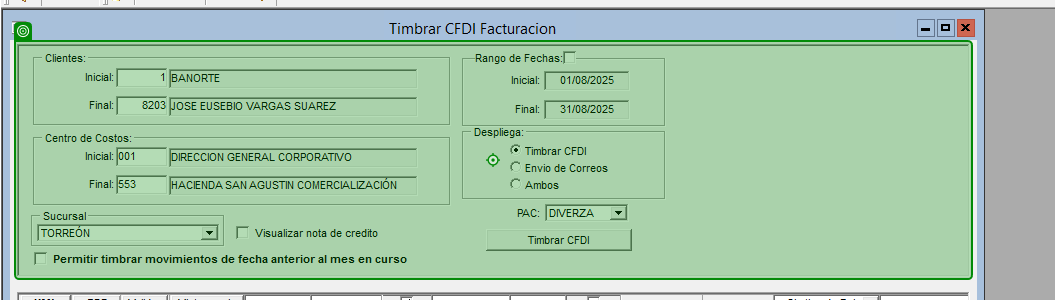 Timbrar CFDI Facturacion
Clientes:
Inicial: 1 BANORTE
Final: 8203 JOSE EUSEBIO VARGAS SUAREZ
Centro de Costos:
Inicial: 001 DIRECCION GENERAL CORPORATIVO
Final: 553 HACIENDA SAN AGUSTIN COMERCIALIZACIÓN
Sucursal
TORREÓN
Visualizar nota de credito
Permitir timbrar movimientos de fecha anterior al mes en curso
Rango de Fechas:
Inicial: 01/08/2025
Final: 31/08/2025
Despliega:
Timbrar CFDI
Envio de Correos
Ambos
PAC: DIVERZA
Timbrar CFDI